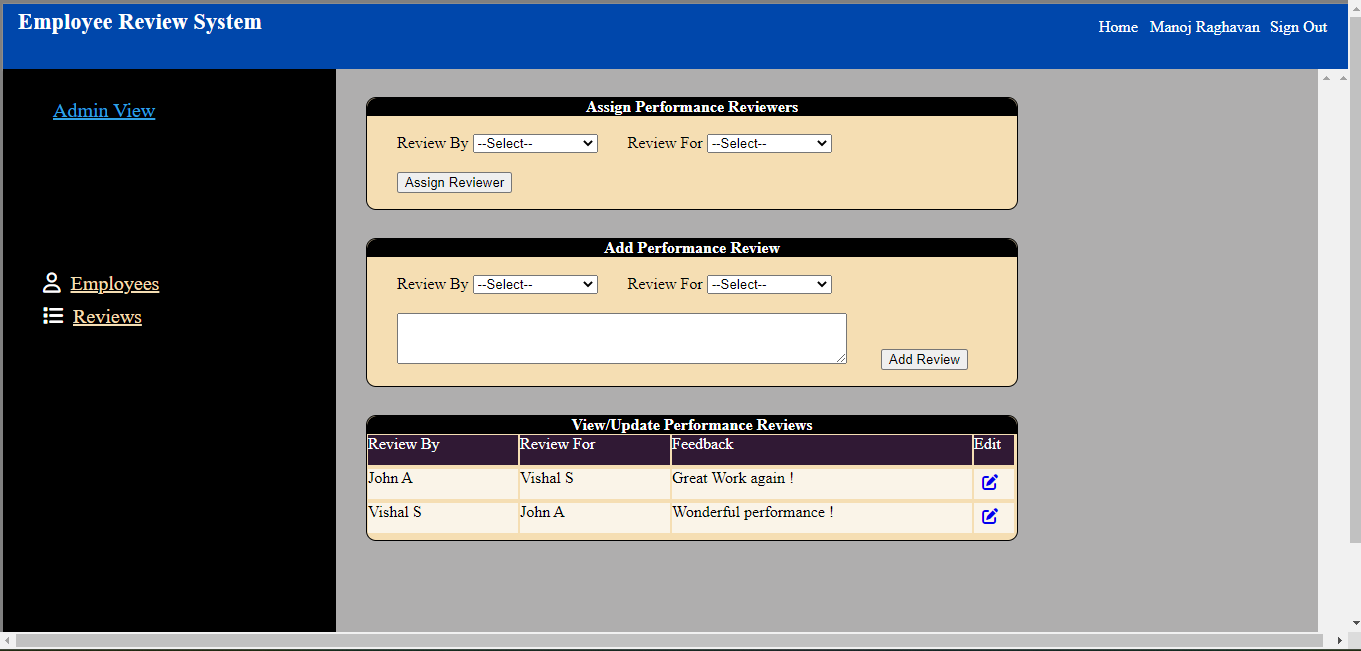 Employee Review System
Home Manoj Raghavan Sign Out
Admin View
Employees
Reviews
Assign Performance Reviewers
Review By --Select-- Review For --Select--
Assign Reviewer
Add Performance Review
Review By --Select-- Review For --Select--
Add Review
View/Update Performance Reviews
Review By Review For Feedback Edit
John A Vishal S Great Work again !
Vishal S John A Wonderful performance !